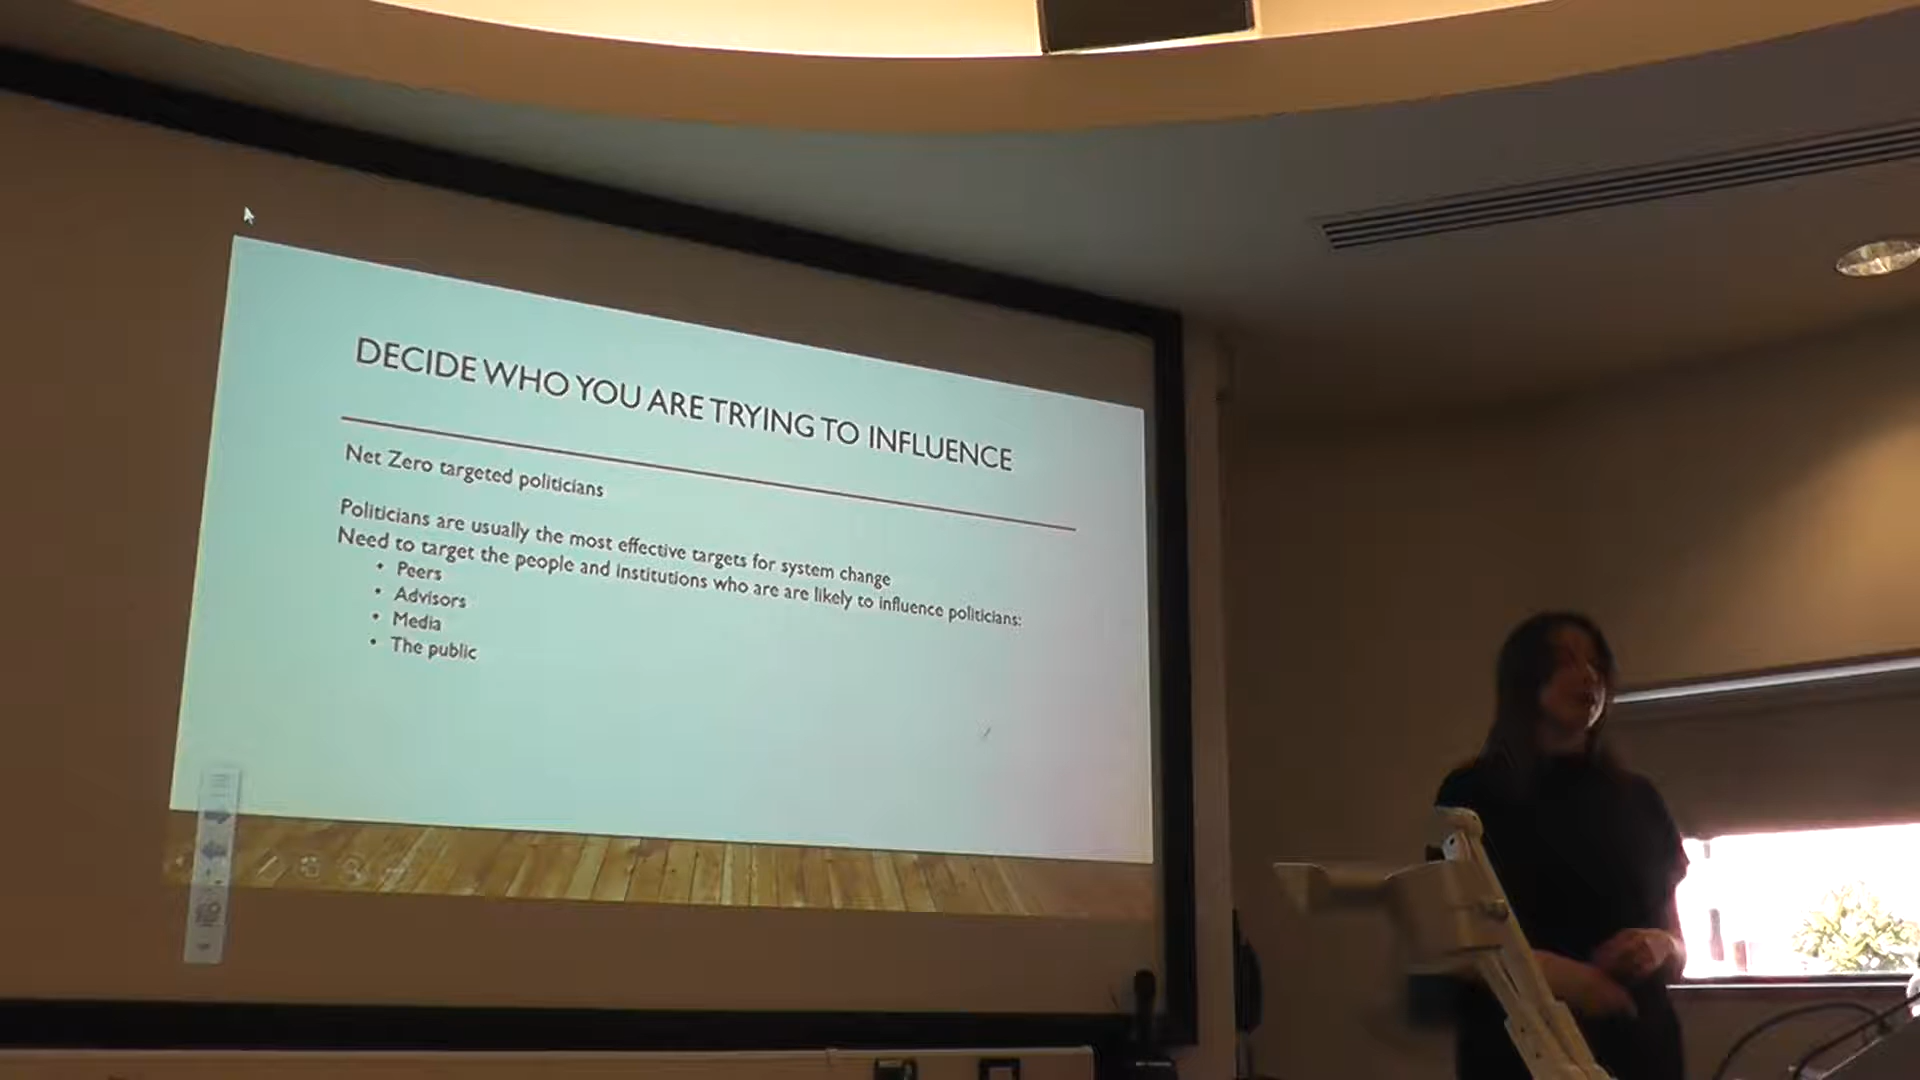 DECIDE WHO YOU ARE TRYING TO INFLUENCE
Net Zero targeted politicians
Politicians are usually the most effective targets for system change
Need to target the people and institutions who are are likely to influence politicians:
• Peers
• Advisors
• Media
• The public